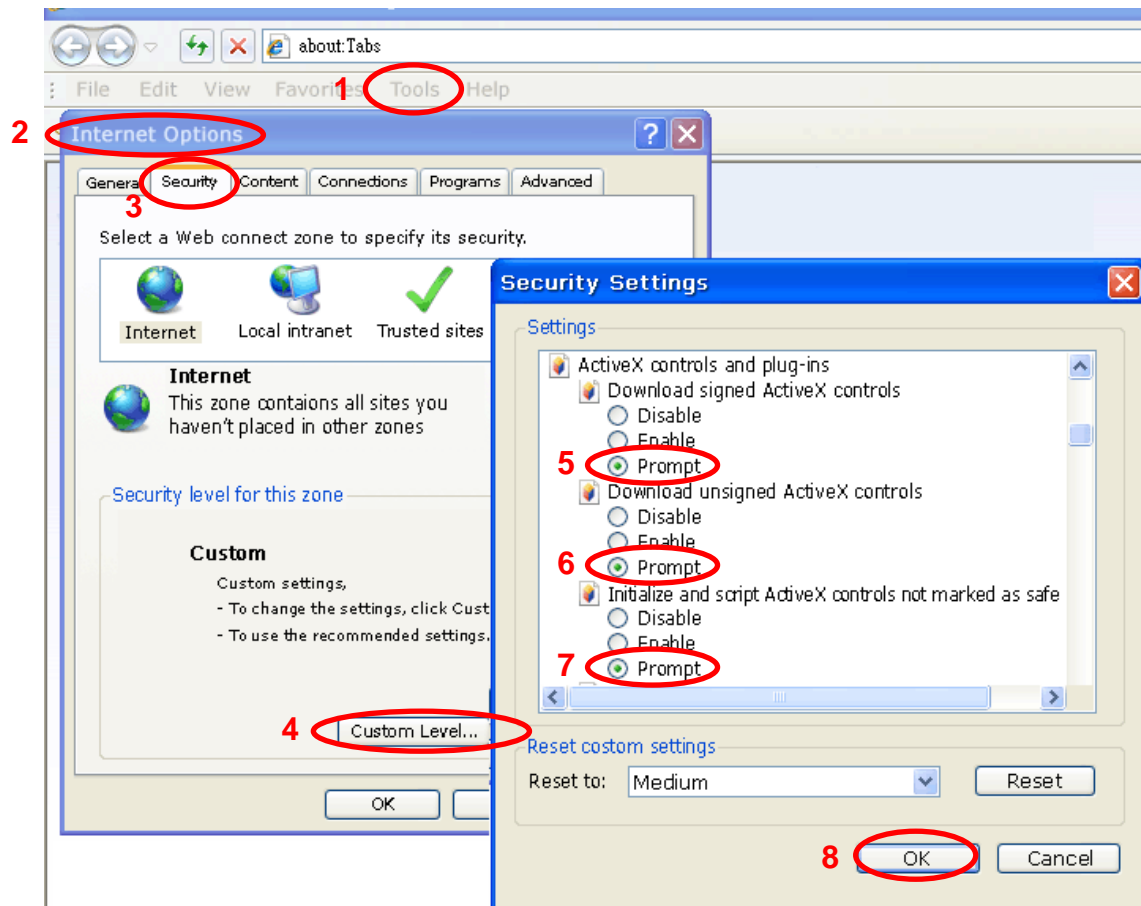 about:Tabs
1
File Edit View Favorites Tools Help
2
Internet Options
General Security Content Connections Programs Advanced
3
Select a Web connect zone to specify its security.
Internet Local intranet Trusted sites
Internet
This zone contaions all sites you
haven't placed in other zones
Security level for this zone
Custom
Custom settings,
- To change the settings, click Cust
- To use the recommended settings.
4
Custom Level...
OK
Security Settings
Settings
ActiveX controls and plug-ins
Download signed ActiveX controls
Disable
Enable
5
Prompt
Download unsigned ActiveX controls
Disable
Enable
6
Prompt
Initialize and script ActiveX controls not marked as safe
Disable
Enable
7
Prompt
Reset costom settings
Reset to: Medium Reset
8
OK Cancel